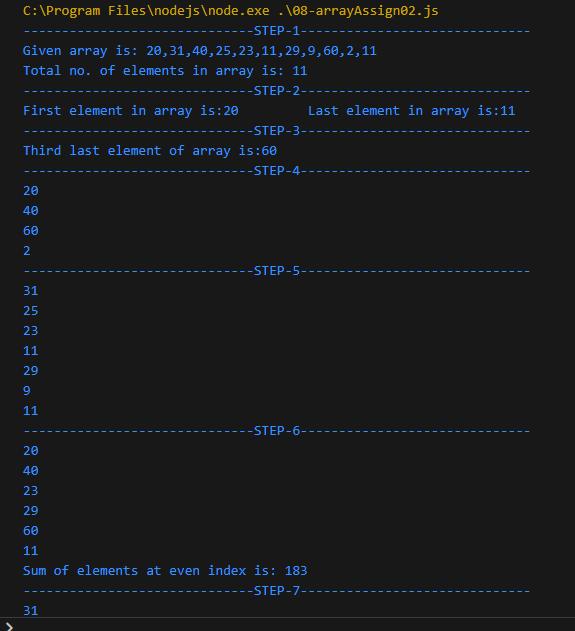 C:\Program Files\nodejs\node.exe .\08-arrayAssign02.js
------------------------------STEP-1------------------------------
Given array is: 20,31,40,25,23,11,29,9,60,2,11
Total no. of elements in array is: 11
------------------------------STEP-2------------------------------
First element in array is:20         Last element in array is:11
------------------------------STEP-3------------------------------
Third last element of array is:60
------------------------------STEP-4------------------------------
20
40
60
2
------------------------------STEP-5------------------------------
31
25
23
11
29
9
11
------------------------------STEP-6------------------------------
20
40
23
29
60
11
Sum of elements at even index is: 183
------------------------------STEP-7------------------------------
31